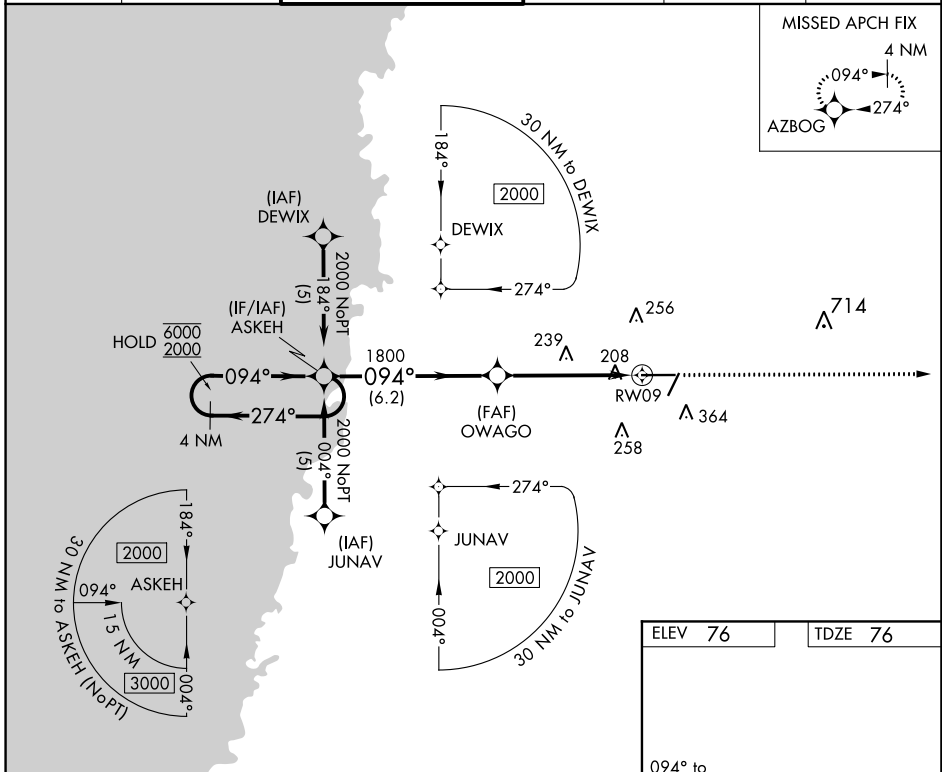 MISSED APCH FIX
4 NM
094°
274°
AZBOG
30 NM to DEWIX
184°
2000
DEWIX
274°
(IAF)
DEWIX
2000 NoPT
184°
(5)
(IF/IAF)
ASKEH
HOLD 6000
2000
094°
274°
4 NM
1800
094°
(6.2)
(FAF)
OWAGO
239
256
714
208
RW09
364
258
2000 NoPT
004°
(5)
(IAF)
JUNAV
274°
JUNAV
2000
004°
30 NM to JUNAV
184°
2000
ASKEH
094°
15 NM
3000
004°
30 NM to ASKEH (NoPT)
ELEV 76
TDZE 76
094° to